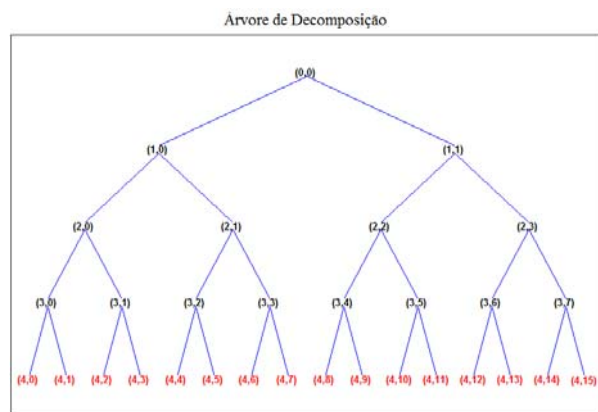 Árvore de Decomposição
(0,0)
(1,0) (1,1)
(2,0) (2,1) (2,2) (2,3)
(3,0) (3,1) (3,2) (3,3) (3,4) (3,5) (3,6) (3,7)
(4,0) (4,1) (4,2) (4,3) (4,4) (4,5) (4,6) (4,7) (4,8) (4,9) (4,10) (4,11) (4,12) (4,13) (4,14) (4,15)